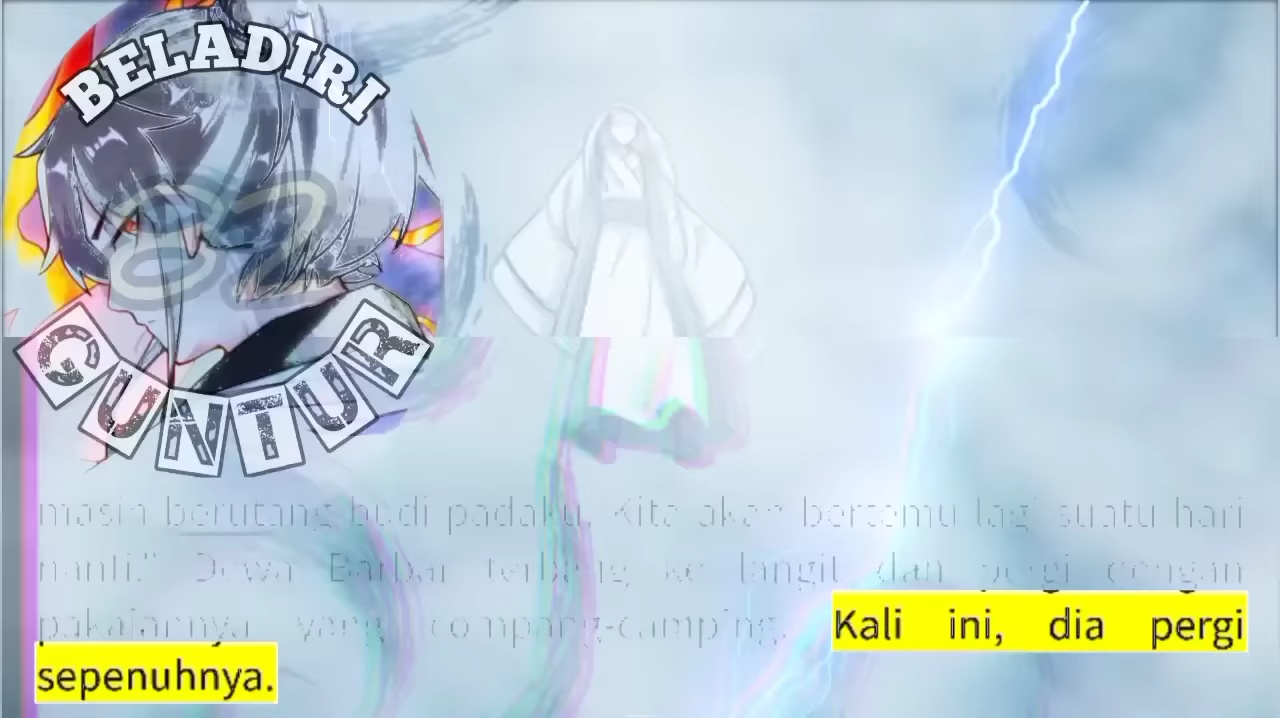 BELADIRI
GUNTUR
berutang budi padaku. Kita akan bertemu lagi suatu hari
nanti." Dewa Barbar terbang ke langit dan pergi dengan
pakaiannya yang compang-camping. Kali ini, dia pergi
sepenuhnya.